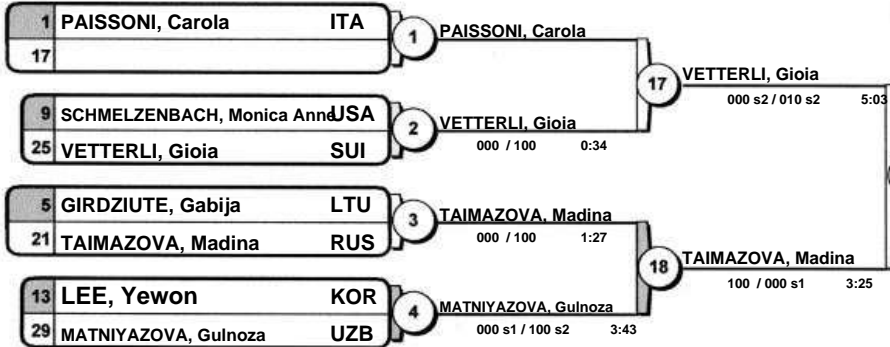 1 PAISSONI, Carola ITA
17
1
PAISSONI, Carola
9 SCHMELZENBACH, Monica Anne USA
25 VETTERLI, Gioia SUI
2
VETTERLI, Gioia
000 / 100 0:34
17
VETTERLI, Gioia
000 s2 / 010 s2 5:03
5 GIRDZIUTE, Gabija LTU
21 TAIMAZOVA, Madina RUS
3
TAIMAZOVA, Madina
000 / 100 1:27
13 LEE, Yewon KOR
29 MATNIYAZOVA, Gulnoza UZB
4
MATNIYAZOVA, Gulnoza
000 s1 / 100 s2 3:43
18
TAIMAZOVA, Madina
100 / 000 s1 3:25